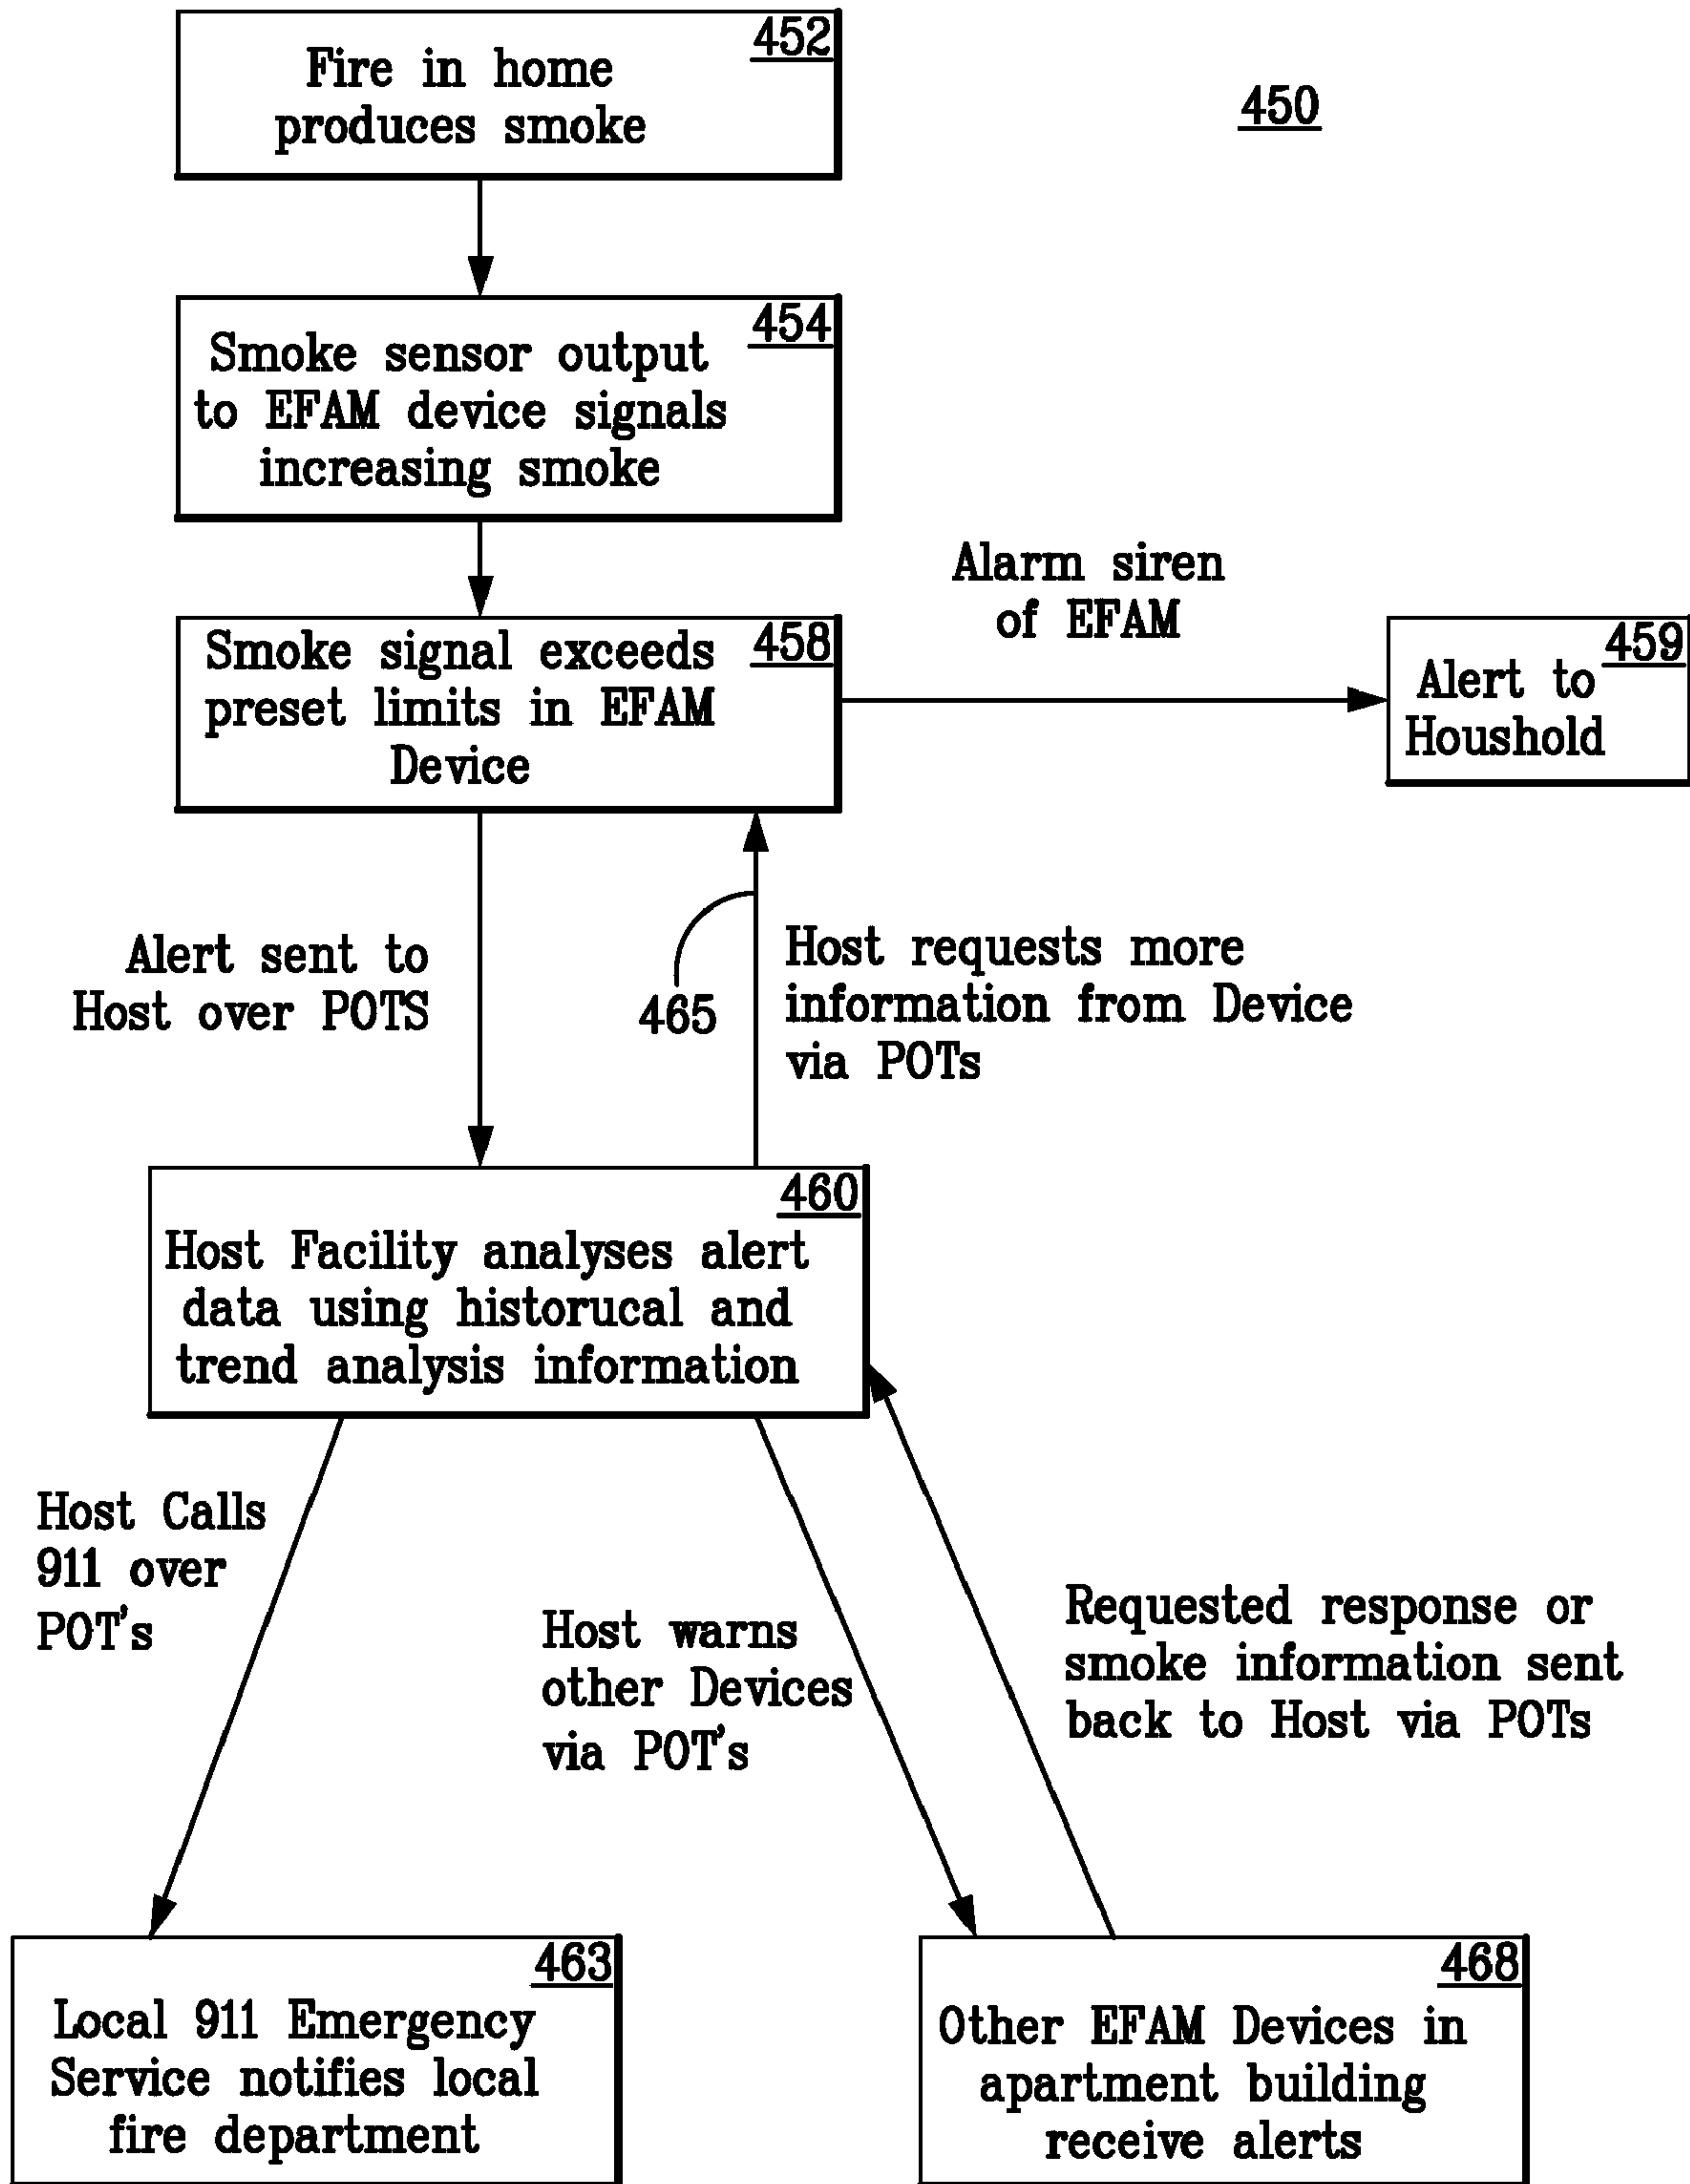 452
Fire in home
produces smoke
450
454
Smoke sensor output
to EFAM device signals
increasing smoke
458
Smoke signal exceeds
preset limits in EFAM
Device
Alarm siren
of EFAM
459
Alert to
Houshold
Alert sent to
Host over POTS
465
Host requests more
information from Device
via POTs
460
Host Facility analyses alert
data using historucal and
trend analysis information
Host Calls
911 over
POT's
Host warns
other Devices
via POT's
Requested response or
smoke information sent
back to Host via POTs
463
Local 911 Emergency
Service notifies local
fire department
468
Other EFAM Devices in
apartment building
receive alerts